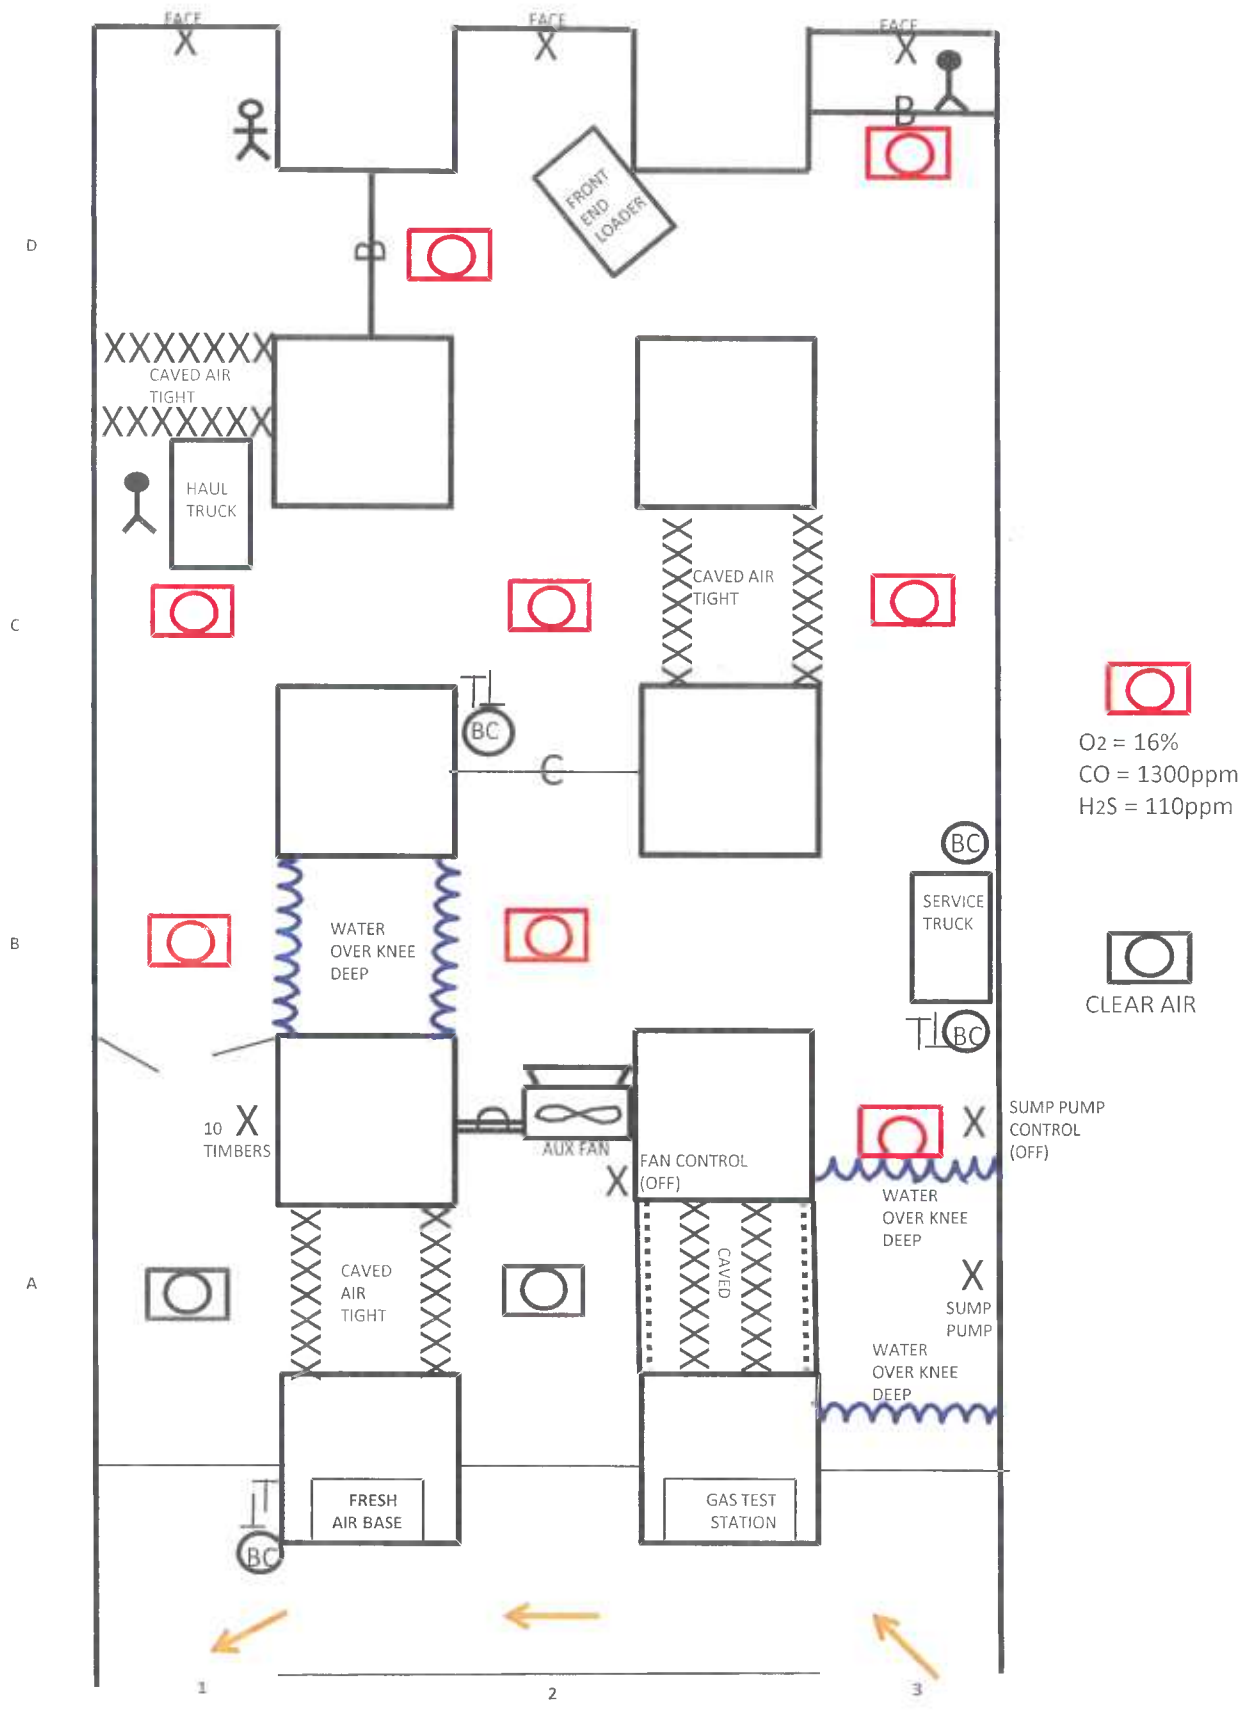 FACE
FACE
FACE
X
X
X
B
FRONT
END
LOADER
D
B
XXXXXXX
CAVED AIR
TIGHT
XXXXXXX
HAUL
TRUCK
CAVED AIR
TIGHT
C
O2 = 16%
CO = 1300ppm
H2S = 110ppm
BC
C
BC
SERVICE
TRUCK
WATER
OVER KNEE
DEEP
B
CLEAR AIR
BC
10
TIMBERS
X
D
AUX FAN
X
FAN CONTROL
(OFF)
X
SUMP PUMP
CONTROL
(OFF)
WATER
OVER KNEE
DEEP
A
CAVED
AIR
TIGHT
CAVED
X
SUMP
PUMP
WATER
OVER KNEE
DEEP
FRESH
AIR BASE
GAS TEST
STATION
BC
1
2
3